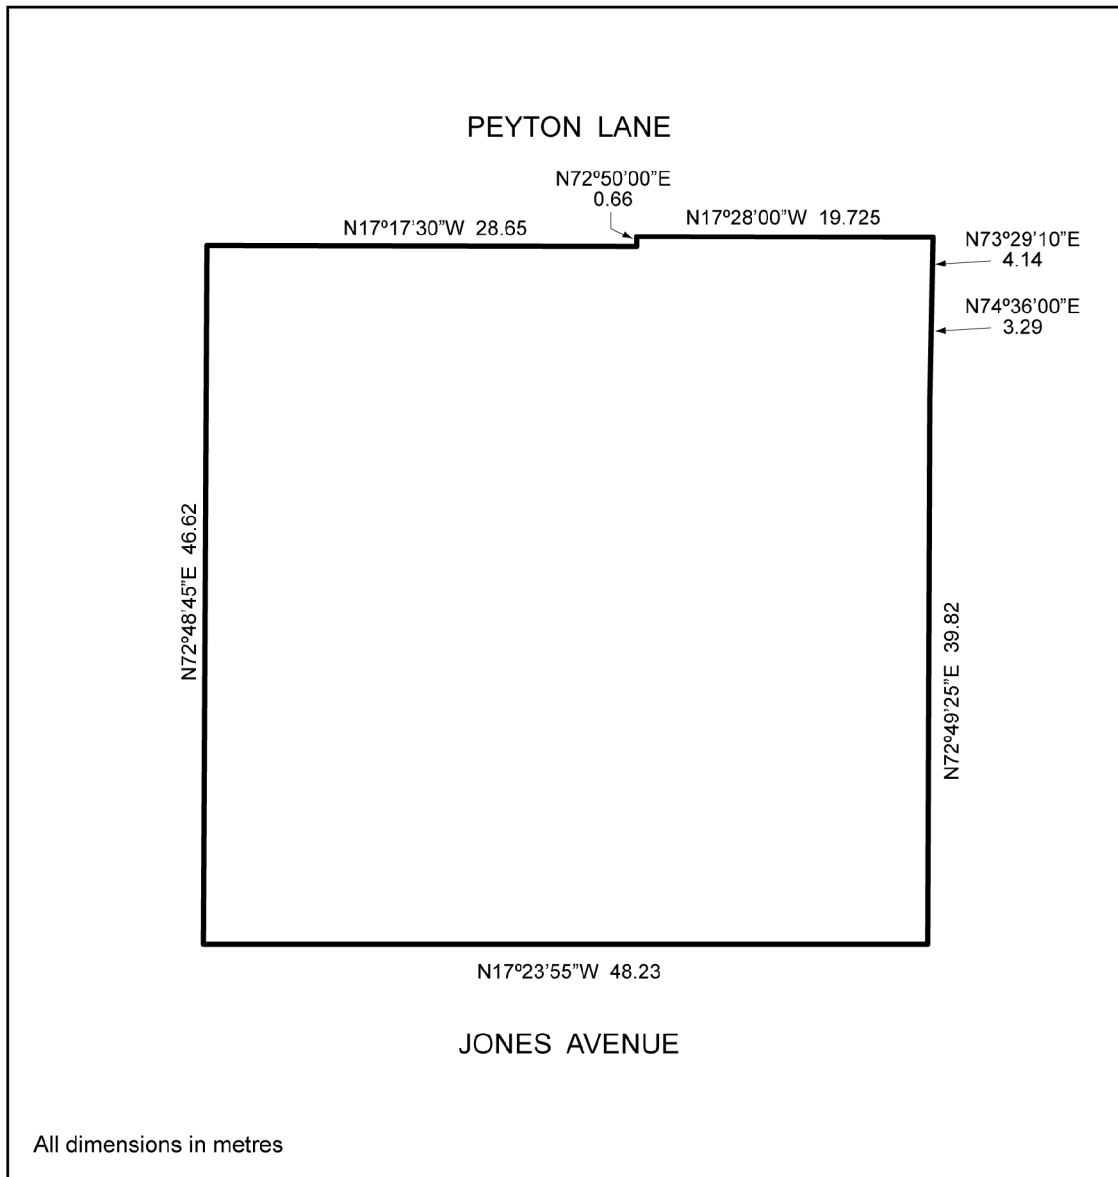 PEYTON LANE
N72º50’00”E
0.66
N17º17’30”W 28.65
N17º28’00”W 19.725
N73º29’10”E
4.14
N74º36’00”E
3.29
N72º48’45”E 46.62
N72º49’25”E 39.82
N17º23’55”W 48.23
JONES AVENUE
All dimensions in metres